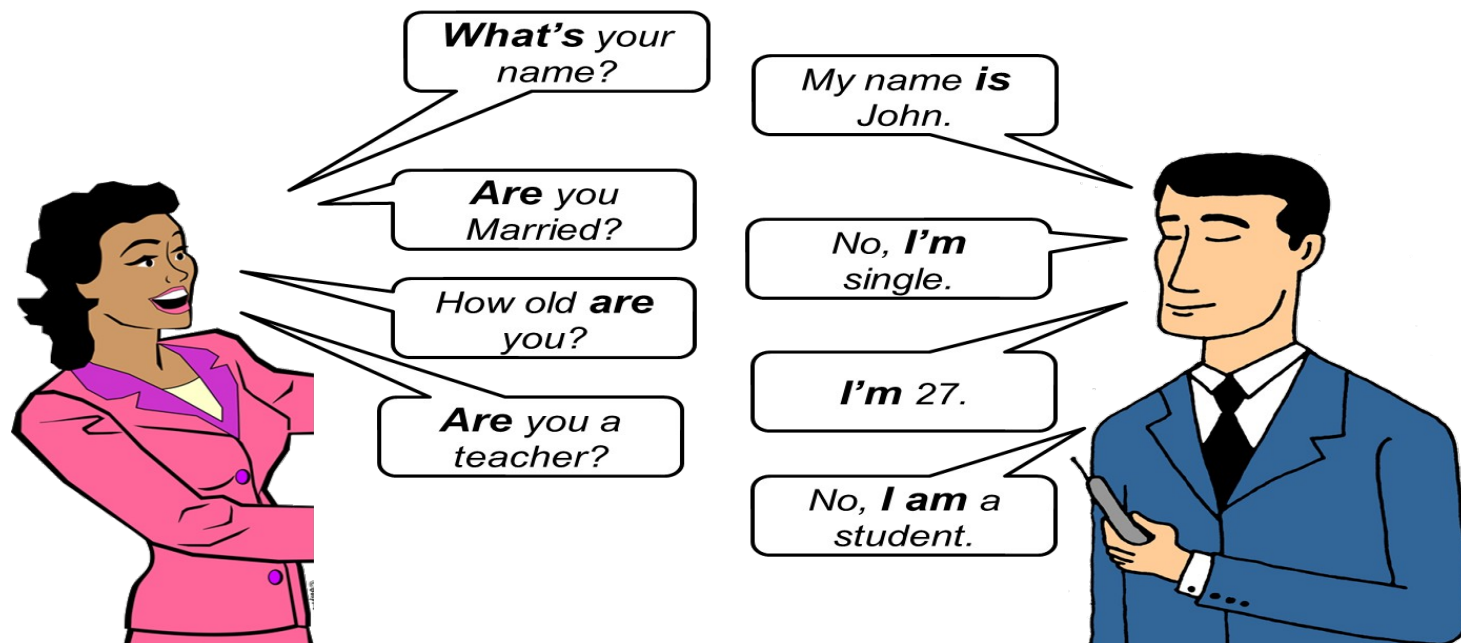 What's your
name?
My name is
John.
Are you
Married?
No, I'm
single.
How old are
you?
I'm 27.
Are you a
teacher?
No, I am a
student.